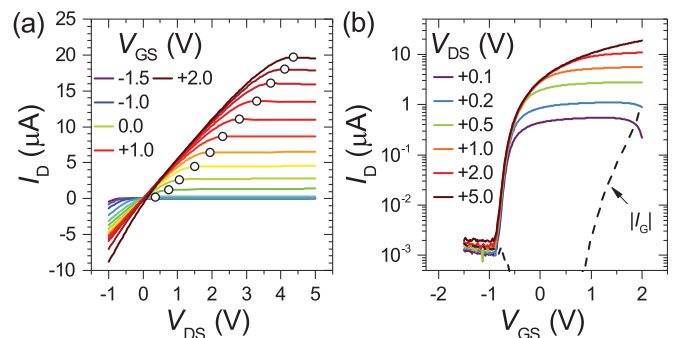 (a)
V_GS (V)
-1.5 +2.0
-1.0
0.0
+1.0
25
20
15
10
5
0
-5
-10
I_D (μA)
-1 0 1 2 3 4 5
V_DS (V)
(b)
V_DS (V)
+0.1
+0.2
+0.5
+1.0
+2.0
+5.0
|I_G|
10^1
10^0
10^-1
10^-2
10^-3
I_D (μA)
-2 -1 0 1 2
V_GS (V)